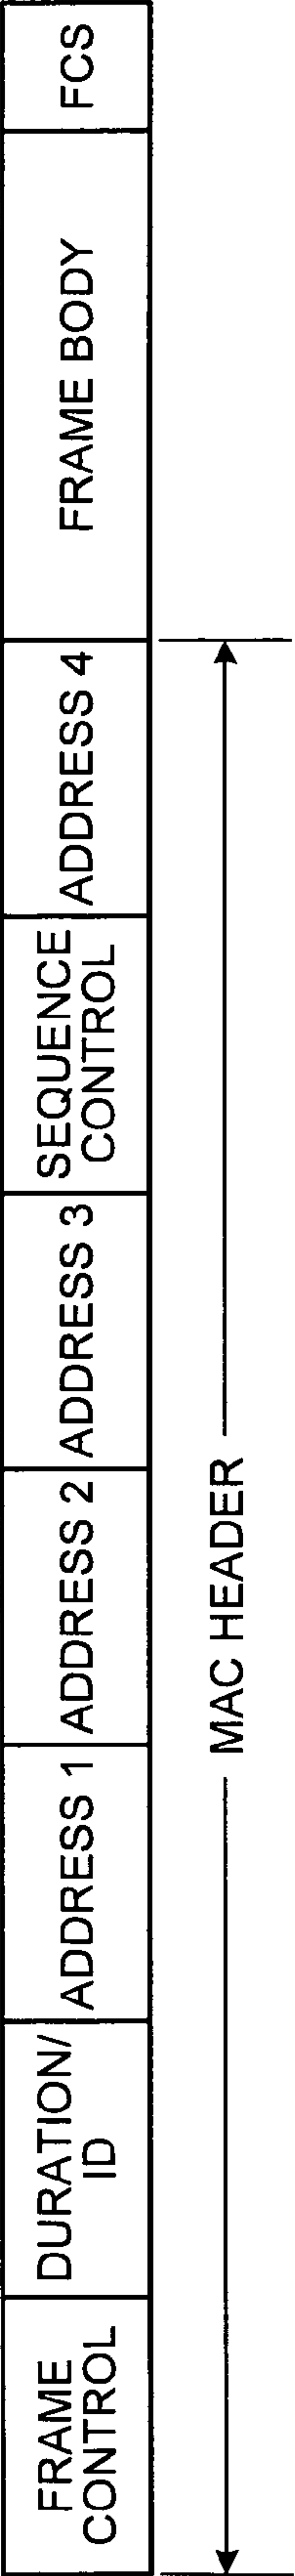 FRAME
CONTROL
DURATION/
ID
ADDRESS 1
ADDRESS 2
ADDRESS 3
SEQUENCE
CONTROL
ADDRESS 4
FRAME BODY
FCS
MAC HEADER